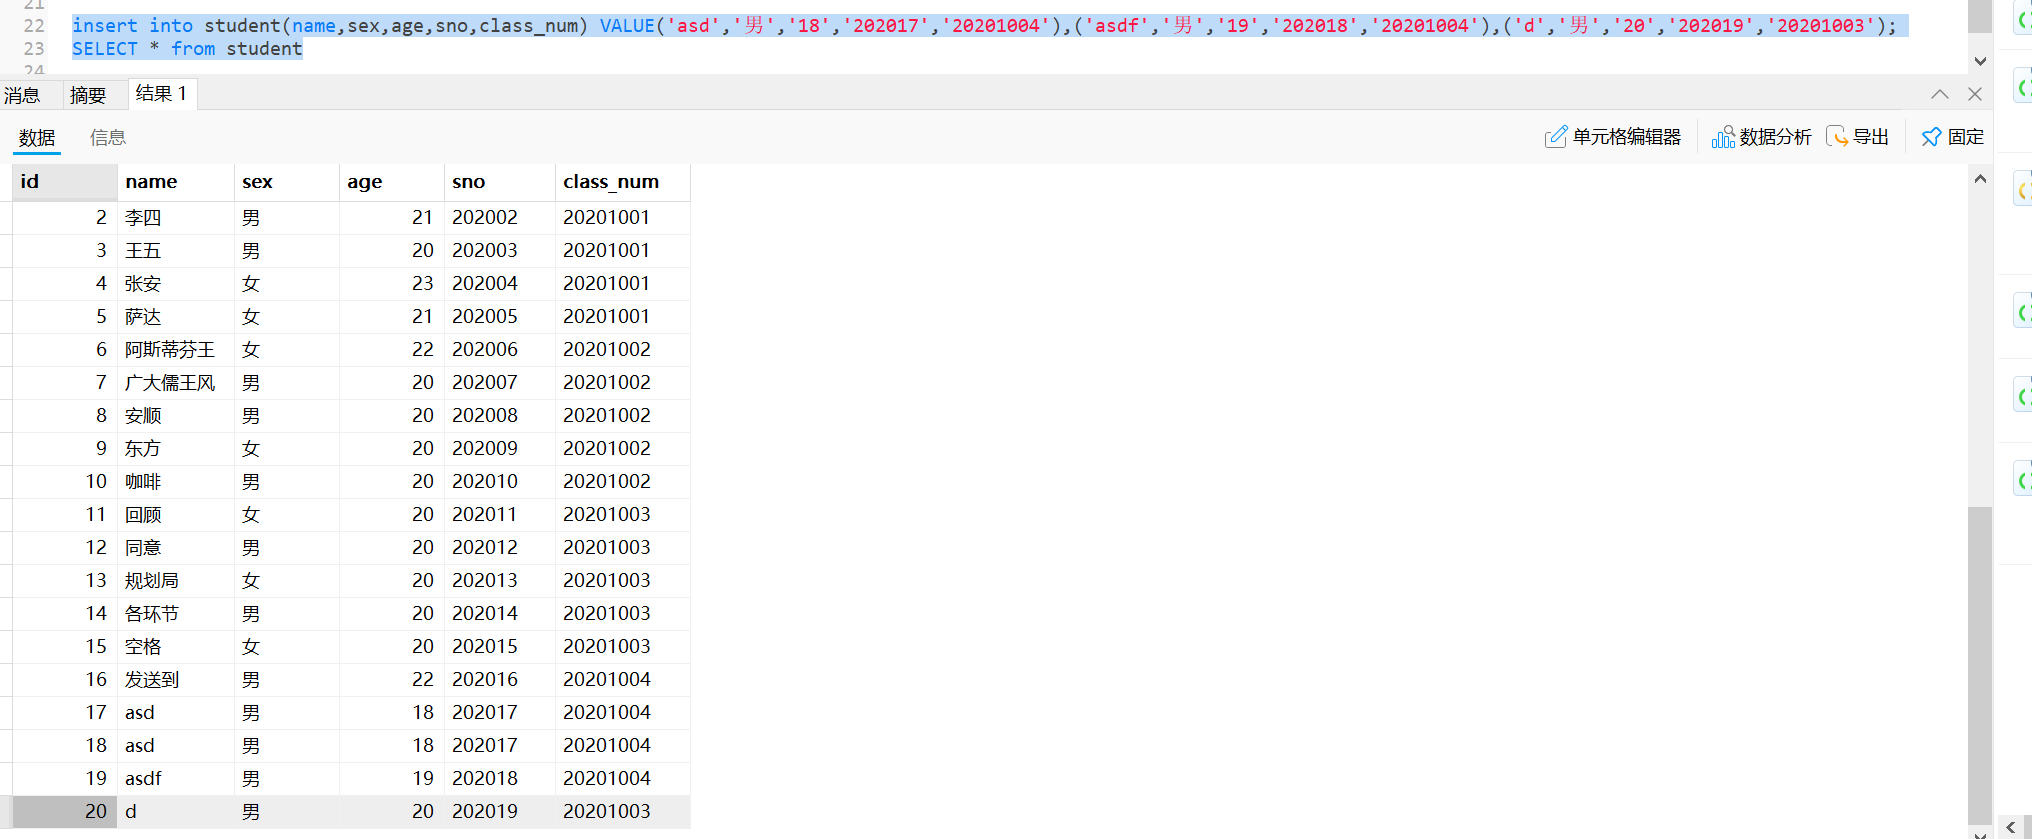 21
22 insert into student(name,sex,age,sno,class_num) VALUE('asd','男','18','202017','20201004'),('asdf','男','19','202018','20201004'),('d','男','20','202019','20201003');
23 SELECT * from student
24
消息 摘要 结果 1
数据 信息 单元格编辑器 数据分析 导出 固定
id name sex age sno class_num
2 李四 男 21 202002 20201001
3 王五 男 20 202003 20201001
4 张安 女 23 202004 20201001
5 萨达 女 21 202005 20201001
6 阿斯蒂芬王 女 22 202006 20201002
7 广大儒王风 男 20 202007 20201002
8 安顺 男 20 202008 20201002
9 东方 女 20 202009 20201002
10 咖啡 男 20 202010 20201002
11 回顾 女 20 202011 20201003
12 同意 男 20 202012 20201003
13 规划局 女 20 202013 20201003
14 各环节 男 20 202014 20201003
15 空格 女 20 202015 20201003
16 发送到 男 22 202016 20201004
17 asd 男 18 202017 20201004
18 asd 男 18 202017 20201004
19 asdf 男 19 202018 20201004
20 d 男 20 202019 20201003